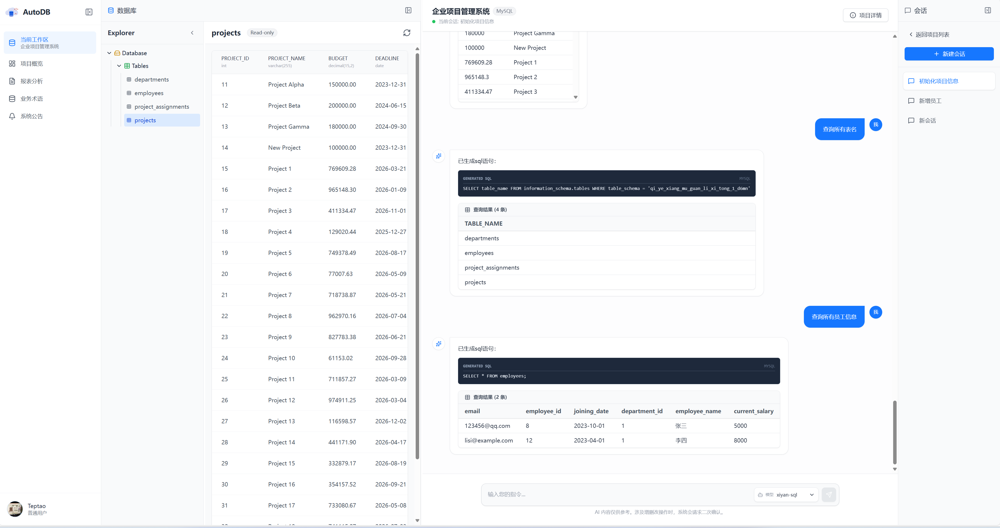 AutoDB
当前工作区
企业项目管理系统
项目概览
报表分析
业务术语
系统公告
Teptao
普通用户
数据库
Explorer
Database
Tables
departments
employees
project_assignments
projects
projects Read-only
PROJECT_ID PROJECT_NAME BUDGET DEADLINE
int varchar(255) decimal(15,2) date
11 Project Alpha 150000.00 2023-12-31
12 Project Beta 200000.00 2024-06-15
13 Project Gamma 180000.00 2024-09-30
14 New Project 100000.00 2023-12-31
15 Project 1 769609.28 2026-03-21
16 Project 2 965148.30 2026-01-09
17 Project 3 411334.47 2026-11-01
18 Project 4 129020.44 2025-12-27
19 Project 5 749378.49 2026-08-17
20 Project 6 77007.63 2026-05-09
21 Project 7 718738.87 2026-05-21
22 Project 8 962970.16 2026-07-04
23 Project 9 827783.38 2026-06-21
24 Project 10 61153.02 2026-09-28
25 Project 11 711857.27 2026-03-09
26 Project 12 974911.25 2026-03-04
27 Project 13 116598.57 2026-12-02
28 Project 14 441171.90 2026-04-17
29 Project 15 332879.17 2026-08-19
30 Project 16 354157.52 2026-09-21
31 Project 17 733080.67 2026-05-08
企业项目管理系统 MySQL
当前会话: 初始化项目信息
项目详情
180000 Project Gamma
100000 New Project
769609.28 Project 1
965148.3 Project 2
411334.47 Project 3
查询所有表名
我
已生成sql语句：
GENERATED SQL MYSQL
SELECT table_name FROM information_schema.tables WHERE table_schema = 'qi_ye_xiang_mu_guan_li_xi_tong_1_d6mn'
查询结果 (4 条)
TABLE_NAME
departments
employees
project_assignments
projects
查询所有员工信息
我
已生成sql语句：
GENERATED SQL MYSQL
SELECT * FROM employees;
查询结果 (2 条)
email employee_id joining_date department_id employee_name current_salary
123456@qq.com 8 2023-10-01 1 张三 5000
lisi@example.com 12 2023-04-01 1 李四 8000
输入您的指令...
模型 xiyan-sql
AI 内容仅供参考。涉及增删改操作时，系统会请求二次确认。
会话
返回项目列表
新建会话
初始化项目信息
新增员工
新会话